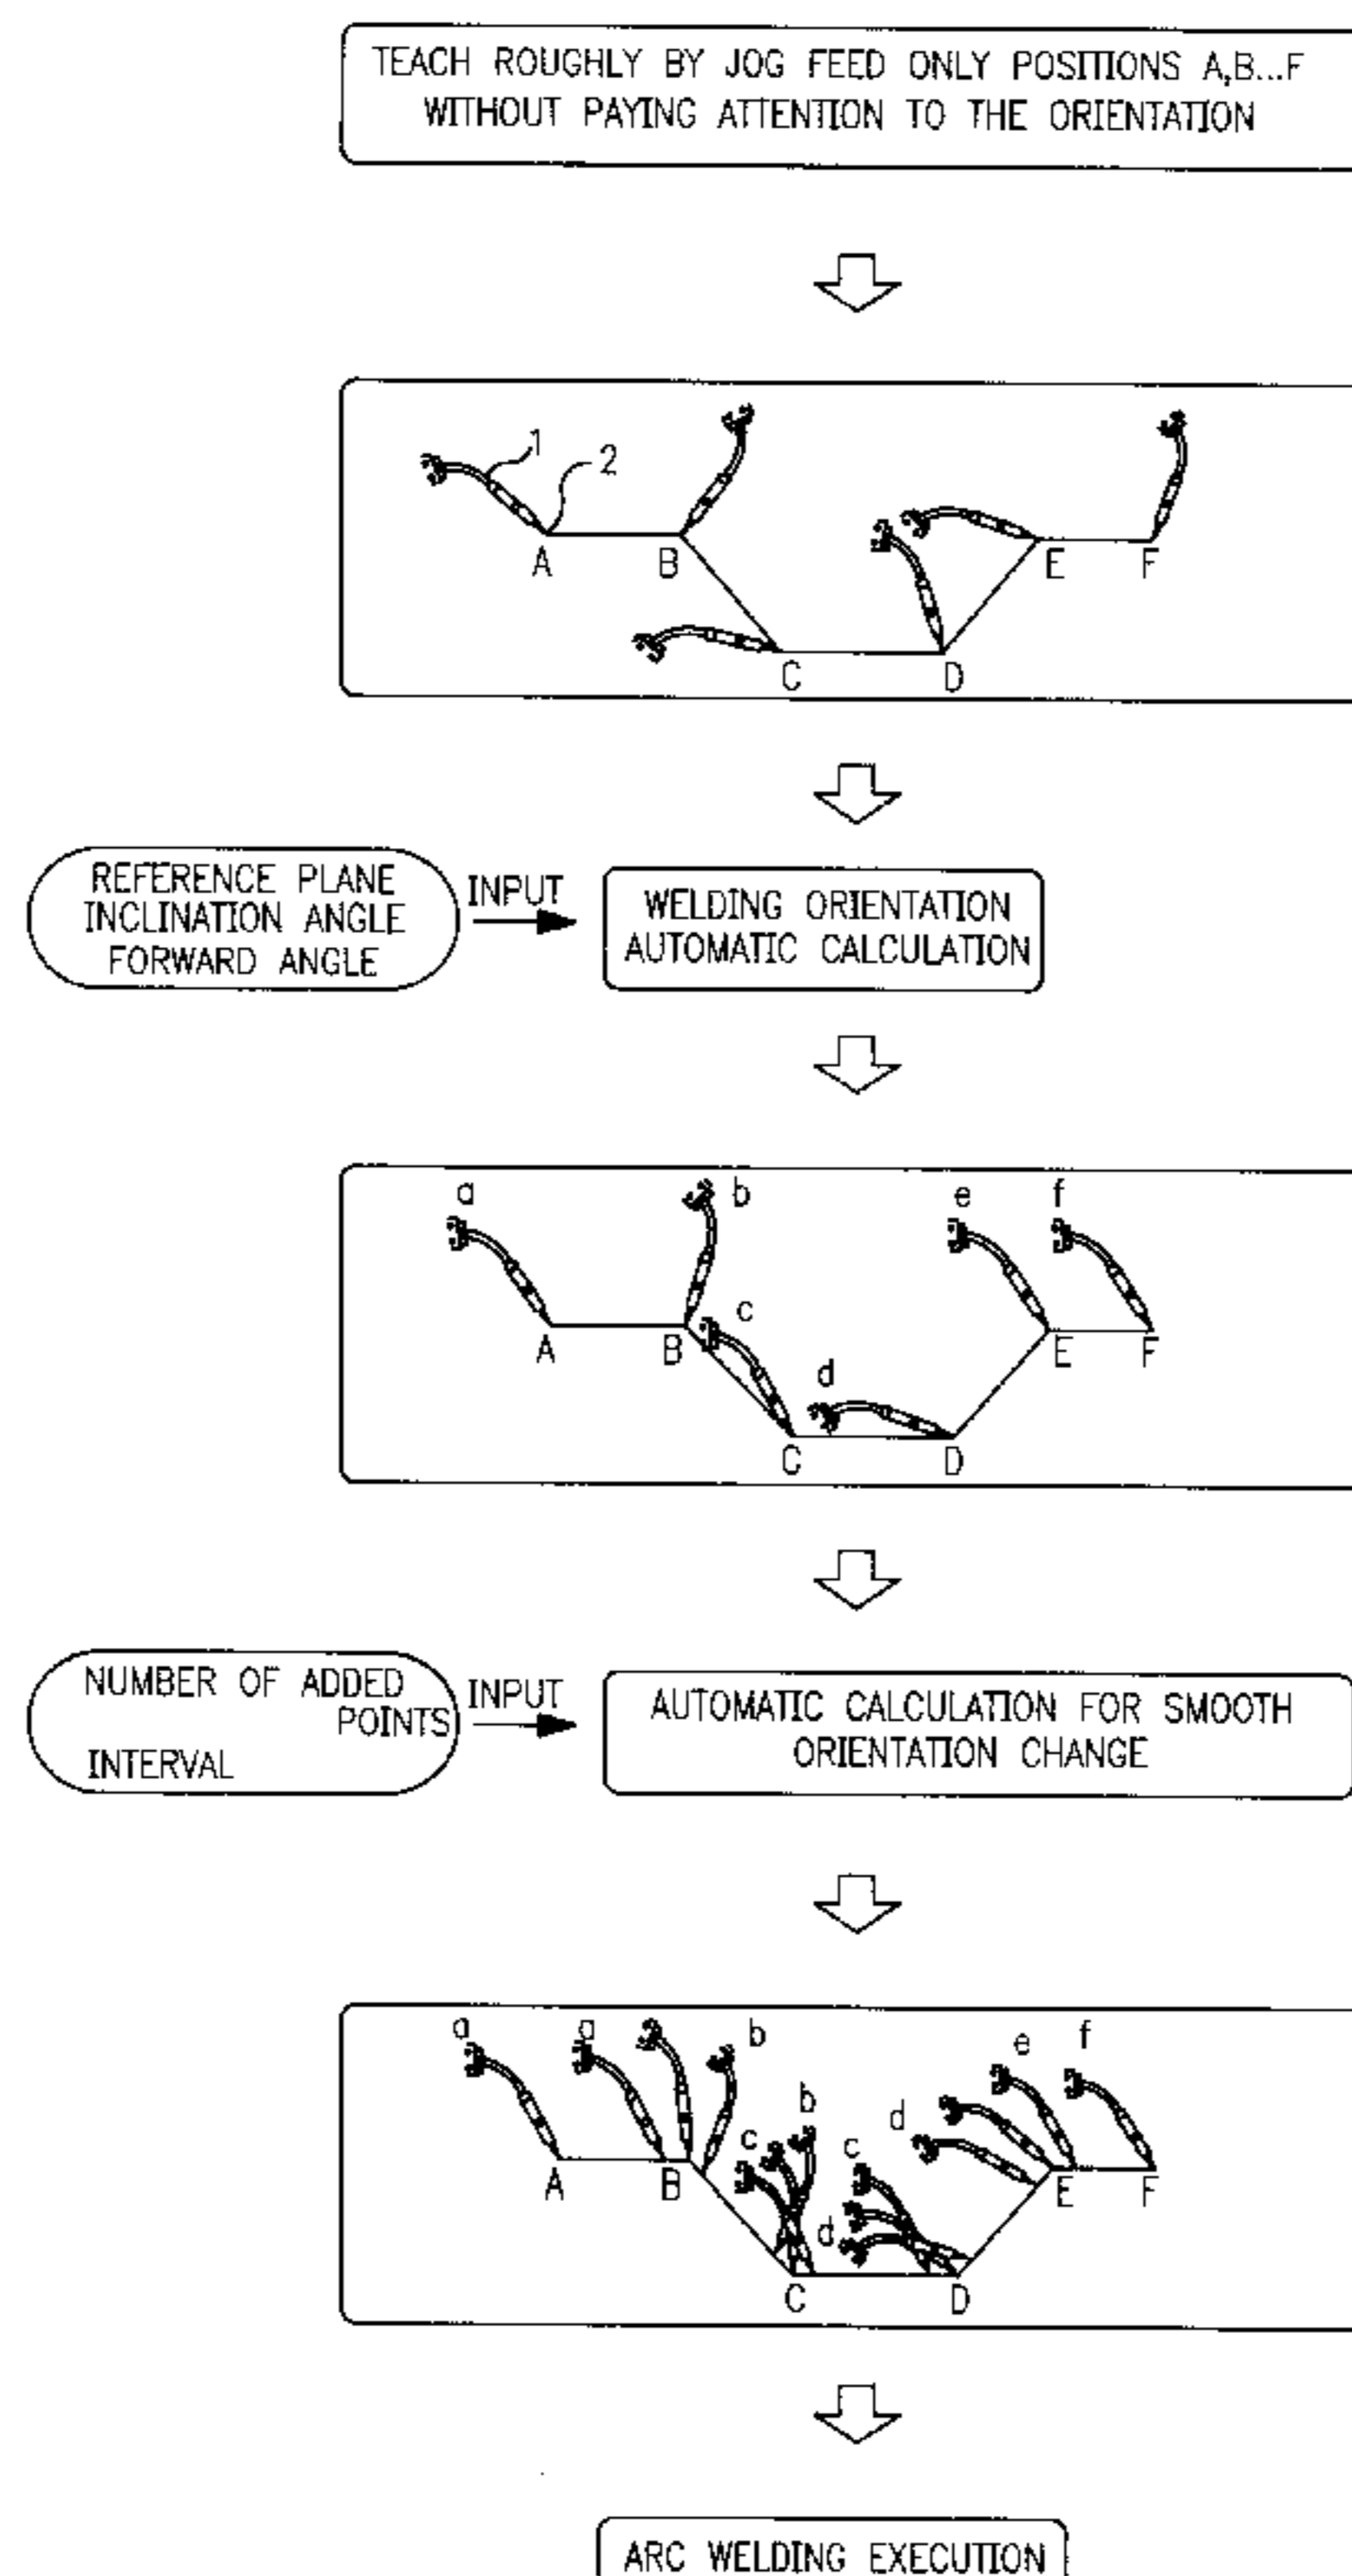 TEACH ROUGHLY BY JOG FEED ONLY POSITIONS A,B...F
WITHOUT PAYING ATTENTION TO THE ORIENTATION
1
2
A
B
E
F
C
D
REFERENCE PLANE
INCLINATION ANGLE
FORWARD ANGLE
INPUT
WELDING ORIENTATION
AUTOMATIC CALCULATION
a
b
e
f
c
A
B
E
F
d
C
D
NUMBER OF ADDED
POINTS
INTERVAL
INPUT
AUTOMATIC CALCULATION FOR SMOOTH
ORIENTATION CHANGE
a
a
b
e
f
b
d
c
c
A
B
E
F
d
C
D
ARC WELDING EXECUTION